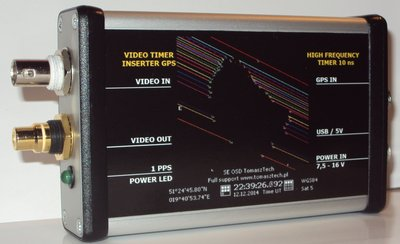 VIDEO TIMER
INSERTER GPS
VIDEO IN
VIDEO OUT
1 PPS
POWER LED
HIGH FREQUENCY
TIMER 10 ns
GPS IN
USB / 5V
POWER IN
7,5 - 16 V
SE OSD TomaszTech
Full support www.tomasztech.pl
51°24'45.80"N
019°40'53.74"E
22:39:26.892
12.12.2014 Time UT
WGS84
Sat 5